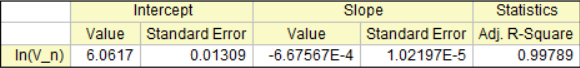 Intercept Slope Statistics
Value Standard Error Value Standard Error Adj. R-Square
ln(V_n) 6.0617 0.01309 -6.67567E-4 1.02197E-5 0.99789